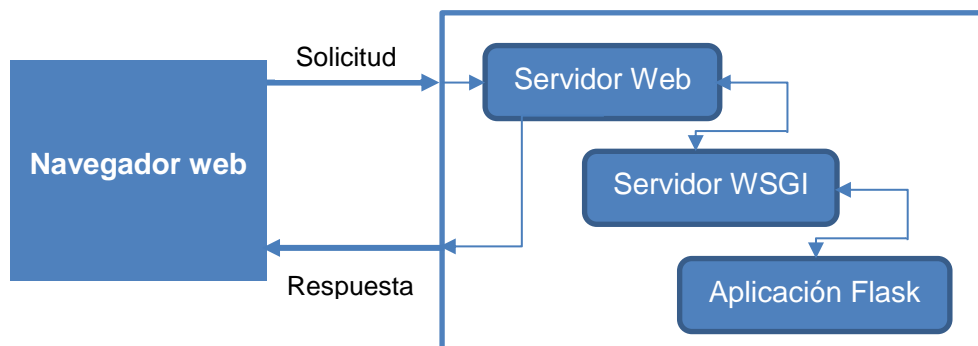 Solicitud
Servidor Web
Navegador web
Servidor WSGI
Respuesta
Aplicación Flask